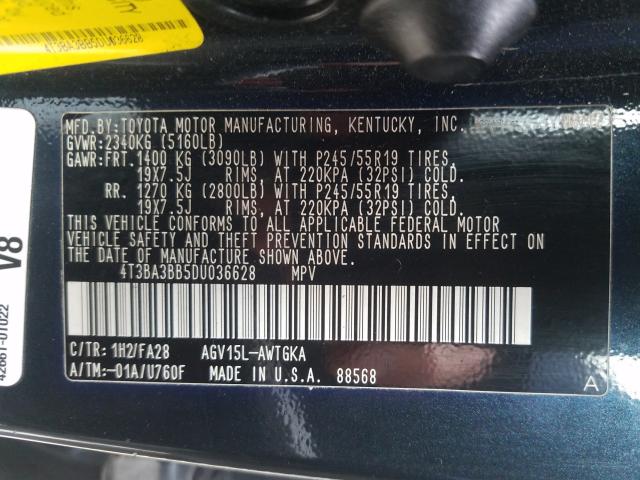 4T3BA3BB5DU036628
MFD.BY: TOYOTA MOTOR MANUFACTURING, KENTUCKY, INC.
GVWR: 2340KG (5160LB)
GAWR: FRT. 1400 KG (3090LB) WITH P245/55R19 TIRES,
19X7.5J RIMS, AT 220KPA (32PSI) COLD.
RR. 1270 KG (2800LB) WITH P245/55R19 TIRES,
19X7.5J RIMS, AT 220KPA (32PSI) COLD.
THIS VEHICLE CONFORMS TO ALL APPLICABLE FEDERAL MOTOR
VEHICLE SAFETY AND THEFT PREVENTION STANDARDS IN EFFECT ON
THE DATE OF MANUFACTURE SHOWN ABOVE.
4T3BA3BB5DU036628 MPV
C/TR: 1H2/FA28 AGV15L-AWTGKA
A/TM:-01A/U760F MADE IN U.S.A. 88568
A
V8
42661-0T022